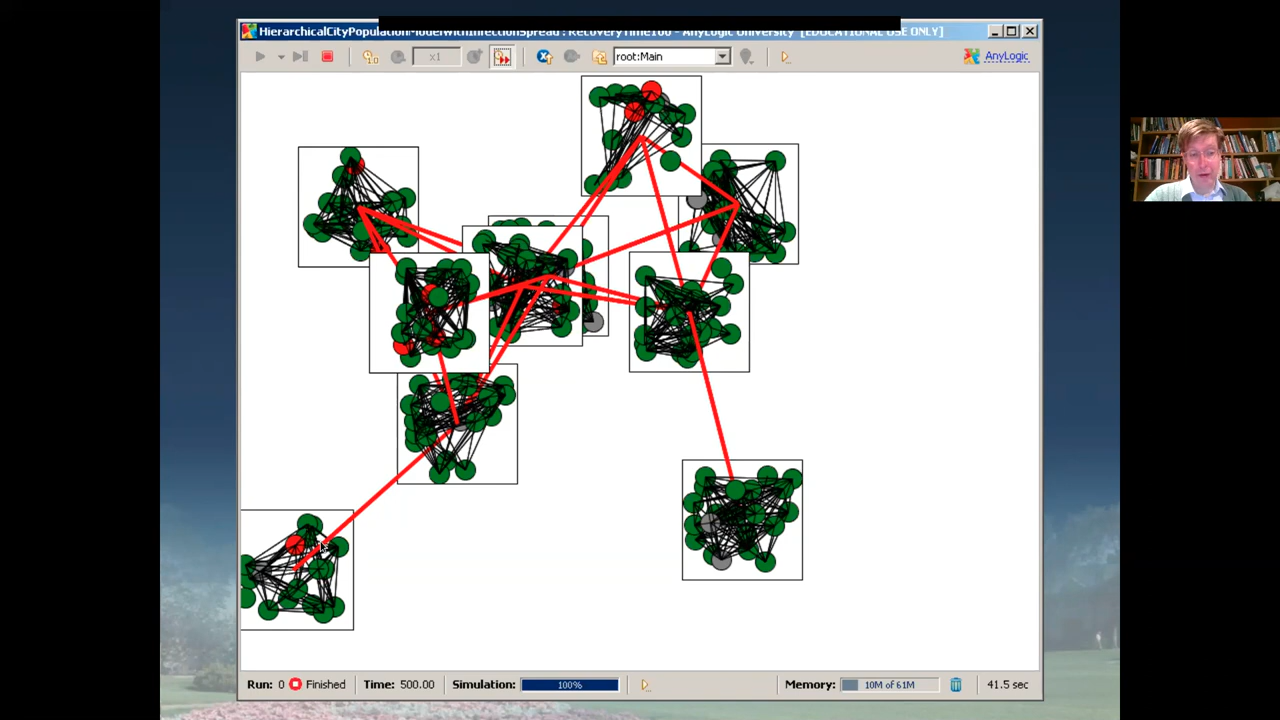 HierarchicalCityPopulationModelWithInfectionSpread : RecoveryTime100 - AnyLogic University [EDUCATIONAL USE ONLY]
x1
root:Main
AnyLogic
Run: 0 Finished
Time: 500.00
Simulation: 100%
Memory: 10M of 61M
41.5 sec